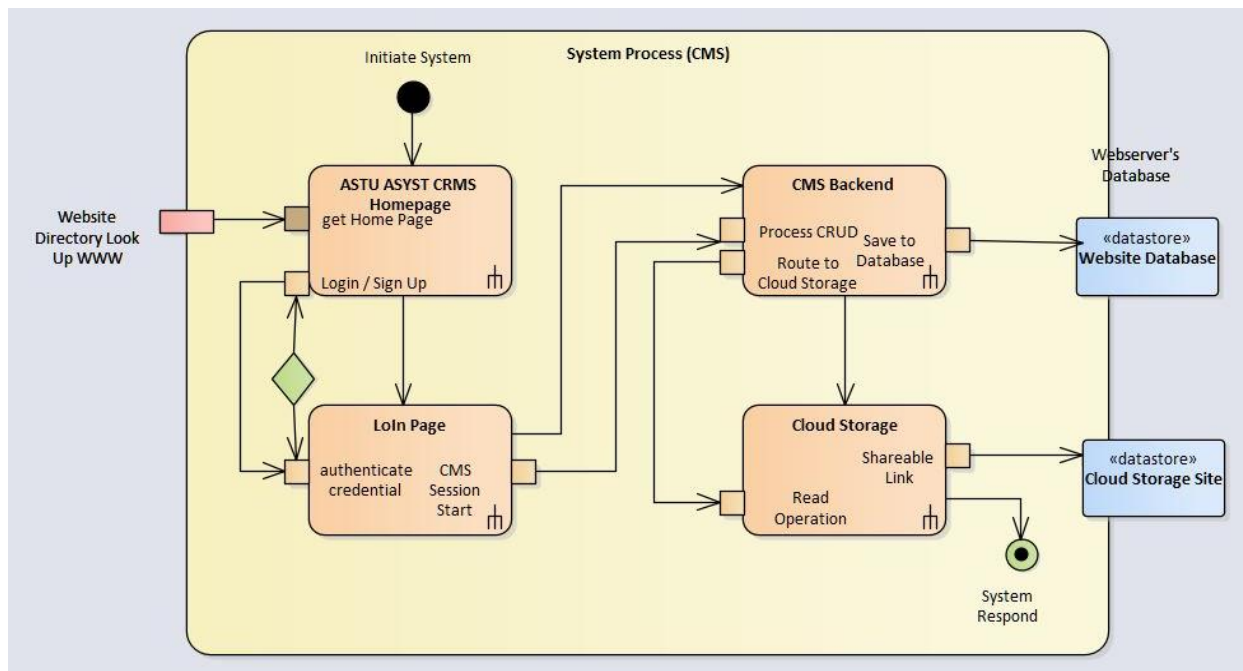 Initiate System
System Process (CMS)
Website
Directory Look
Up WWW
ASTU ASYST CRMS
Homepage
get Home Page
Login / Sign Up
LoIn Page
authenticate
credential
CMS
Session
Start
CMS Backend
Process CRUD
Save to
Database
Route to
Cloud Storage
Webserver's
Database
«datastore»
Website Database
Cloud Storage
Shareable
Link
Read
Operation
«datastore»
Cloud Storage Site
System
Respond